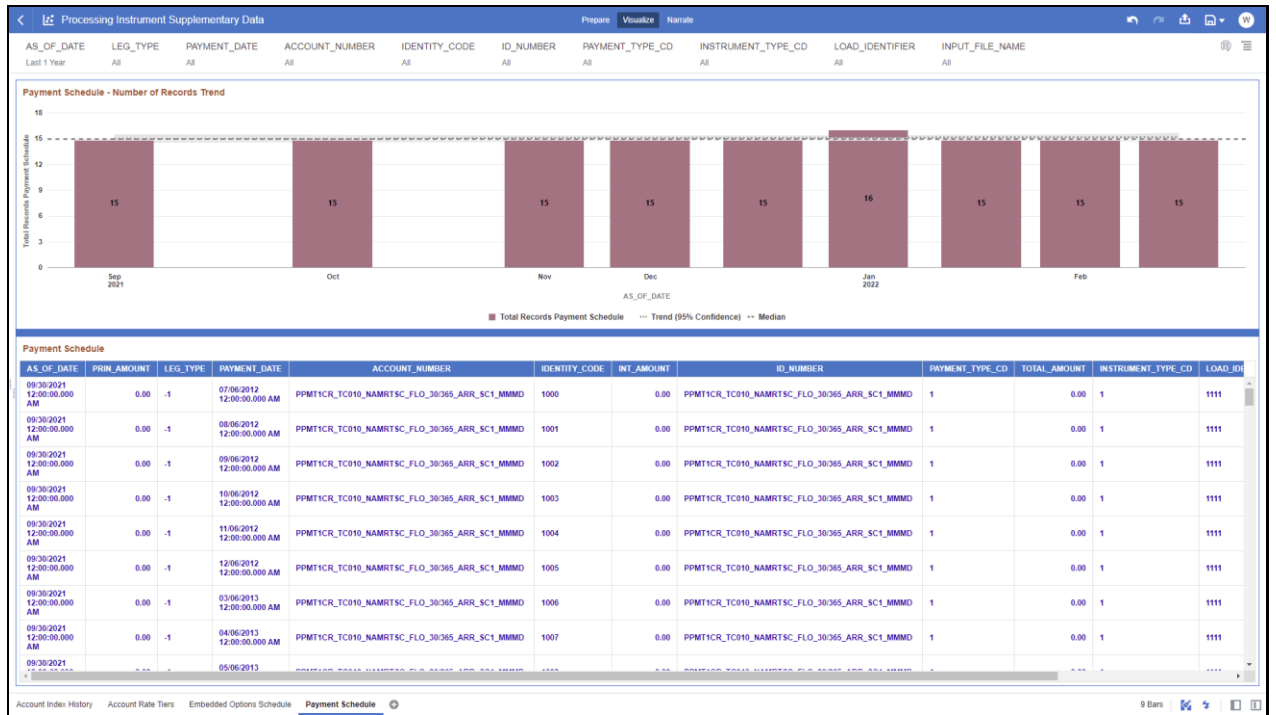 Processing Instrument Supplementary Data
Prepare Visualize Narrate
W
AS_OF_DATE LEG_TYPE PAYMENT_DATE ACCOUNT_NUMBER IDENTITY_CODE ID_NUMBER PAYMENT_TYPE_CD INSTRUMENT_TYPE_CD LOAD_IDENTIFIER INPUT_FILE_NAME
Last 1 Year All All All All All All All All All
Payment Schedule - Number of Records Trend
Total Records Payment Schedule
18
15
12
9
6
3
0
15 15 15 15 15 16 15 15 15
Sep Oct Nov Dec Jan Feb
2021 2022
AS_OF_DATE
Total Records Payment Schedule Trend (95% Confidence) Median
Payment Schedule
AS_OF_DATE PRIN_AMOUNT LEG_TYPE PAYMENT_DATE ACCOUNT_NUMBER IDENTITY_CODE INT_AMOUNT ID_NUMBER PAYMENT_TYPE_CD TOTAL_AMOUNT INSTRUMENT_TYPE_CD LOAD_IDE
09/30/2021 07/06/2012
12:00:00.000 0.00 -1 12:00:00.000 AM PPMT1CR_TC010_NAMRTSC_FLO_30/365_ARR_SC1_MMMD 1000 0.00 PPMT1CR_TC010_NAMRTSC_FLO_30/365_ARR_SC1_MMMD 1 0.00 1 1111
AM
09/30/2021 08/06/2012
12:00:00.000 0.00 -1 12:00:00.000 AM PPMT1CR_TC010_NAMRTSC_FLO_30/365_ARR_SC1_MMMD 1001 0.00 PPMT1CR_TC010_NAMRTSC_FLO_30/365_ARR_SC1_MMMD 1 0.00 1 1111
AM
09/30/2021 09/06/2012
12:00:00.000 0.00 -1 12:00:00.000 AM PPMT1CR_TC010_NAMRTSC_FLO_30/365_ARR_SC1_MMMD 1002 0.00 PPMT1CR_TC010_NAMRTSC_FLO_30/365_ARR_SC1_MMMD 1 0.00 1 1111
AM
09/30/2021 10/06/2012
12:00:00.000 0.00 -1 12:00:00.000 AM PPMT1CR_TC010_NAMRTSC_FLO_30/365_ARR_SC1_MMMD 1003 0.00 PPMT1CR_TC010_NAMRTSC_FLO_30/365_ARR_SC1_MMMD 1 0.00 1 1111
AM
09/30/2021 11/06/2012
12:00:00.000 0.00 -1 12:00:00.000 AM PPMT1CR_TC010_NAMRTSC_FLO_30/365_ARR_SC1_MMMD 1004 0.00 PPMT1CR_TC010_NAMRTSC_FLO_30/365_ARR_SC1_MMMD 1 0.00 1 1111
AM
09/30/2021 12/06/2012
12:00:00.000 0.00 -1 12:00:00.000 AM PPMT1CR_TC010_NAMRTSC_FLO_30/365_ARR_SC1_MMMD 1005 0.00 PPMT1CR_TC010_NAMRTSC_FLO_30/365_ARR_SC1_MMMD 1 0.00 1 1111
AM
09/30/2021 03/06/2013
12:00:00.000 0.00 -1 12:00:00.000 AM PPMT1CR_TC010_NAMRTSC_FLO_30/365_ARR_SC1_MMMD 1006 0.00 PPMT1CR_TC010_NAMRTSC_FLO_30/365_ARR_SC1_MMMD 1 0.00 1 1111
AM
09/30/2021 04/06/2013
12:00:00.000 0.00 -1 12:00:00.000 AM PPMT1CR_TC010_NAMRTSC_FLO_30/365_ARR_SC1_MMMD 1007 0.00 PPMT1CR_TC010_NAMRTSC_FLO_30/365_ARR_SC1_MMMD 1 0.00 1 1111
AM
09/30/2021 05/06/2013
Account Index History Account Rate Tiers Embedded Options Schedule Payment Schedule 9 Bars